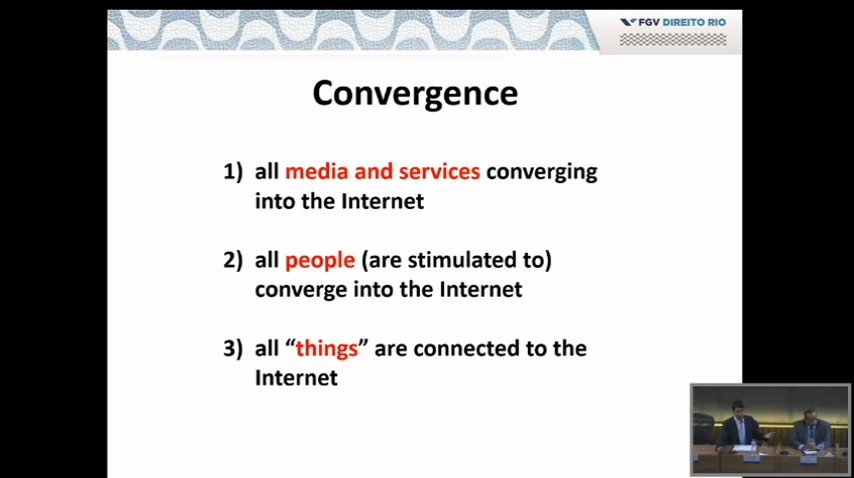 FGV DIREITO RIO
Convergence
1) all media and services converging
into the Internet
2) all people (are stimulated to)
converge into the Internet
3) all “things” are connected to the
Internet